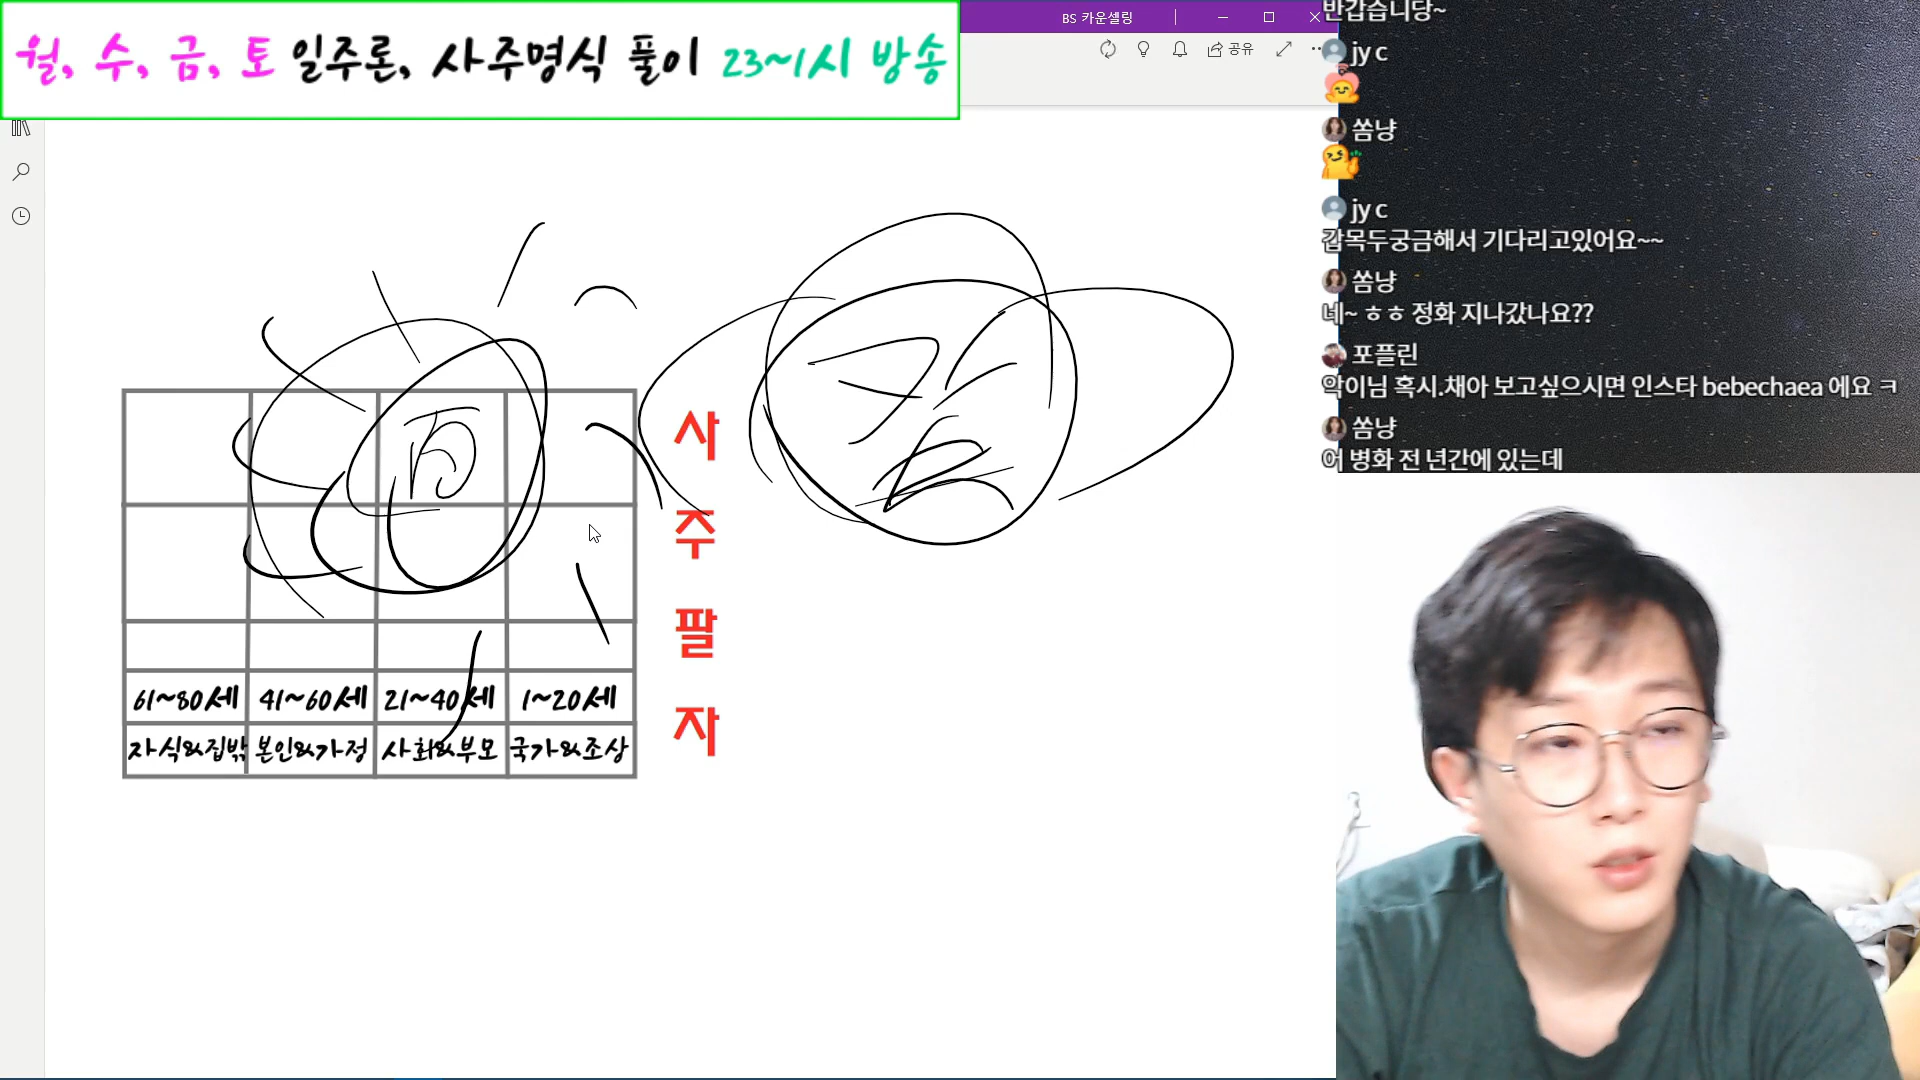 월, 수, 금, 토 일주론, 사주명식 풀이 23~1시 방송
BS 카운셀링
공유
반갑습니당~
jy c
쏨냥
jy c
갑목두궁금해서 기다리고있어요~~
쏨냥
네~ ㅎㅎ 정화 지나갔나요??
포플린
악이님 혹시.채아 보고싶으시면 인스타 bebechaea 에요 ㅋ
쏨냥
어 병화 전 년간에 있는데
丙
사
주
팔
자
61~80세 41~60세 21~40세 1~20세
자식&집밖 본인&가정 사회&부모 국가&조상